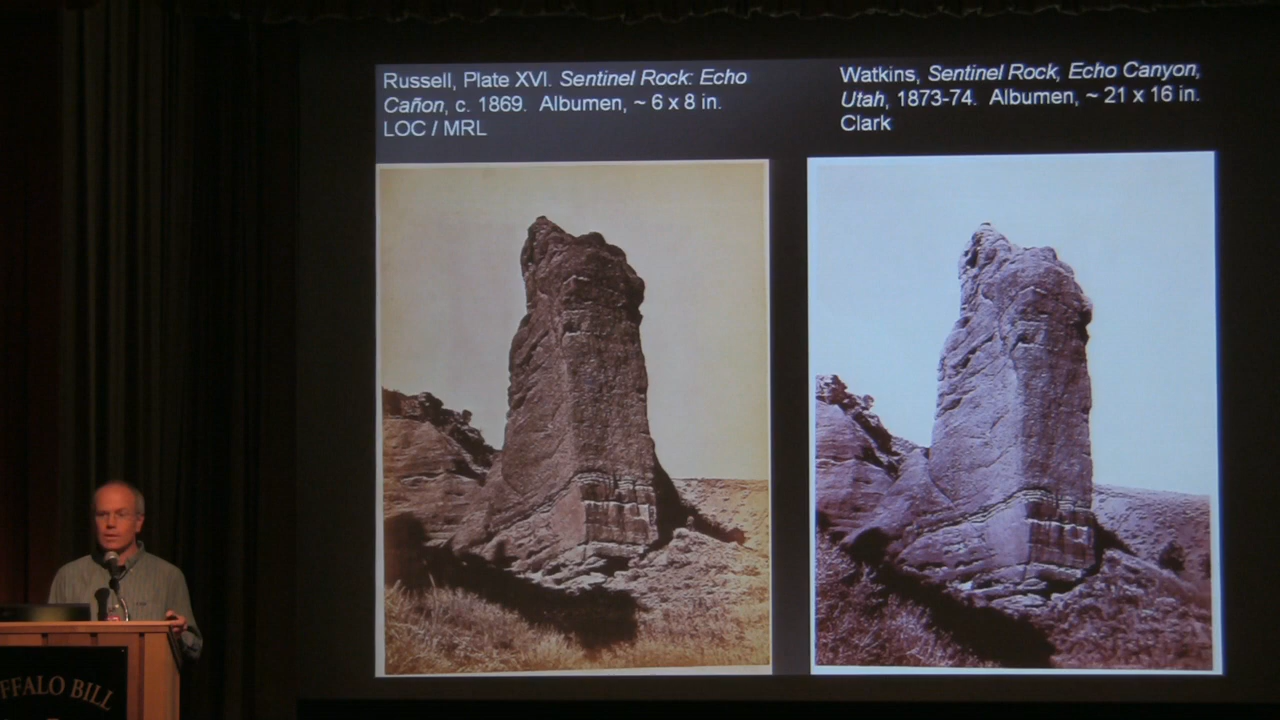 Russell, Plate XVI. Sentinel Rock: Echo
Cañon, c. 1869. Albumen, ~ 6 x 8 in.
LOC / MRL
Watkins, Sentinel Rock, Echo Canyon,
Utah, 1873-74. Albumen, ~ 21 x 16 in.
Clark
FFALO BILL